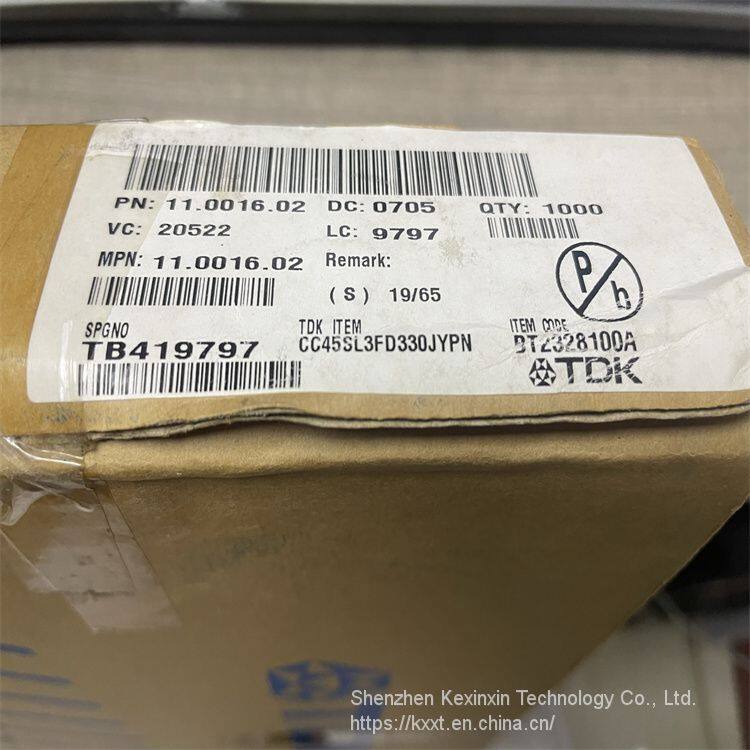 PN: 11.0016.02 DC: 0705 QTY: 1000
VC: 20522 LC: 9797
MPN: 11.0016.02 Remark:
(S) 19/65
Pb
SPGNO TDK ITEM ITEM CODE
TB419797 CC45SL3FD330JYPN BT2328100A
TDK
Shenzhen Kexinxin Technology Co., Ltd.
https://kxxt.en.china.cn/